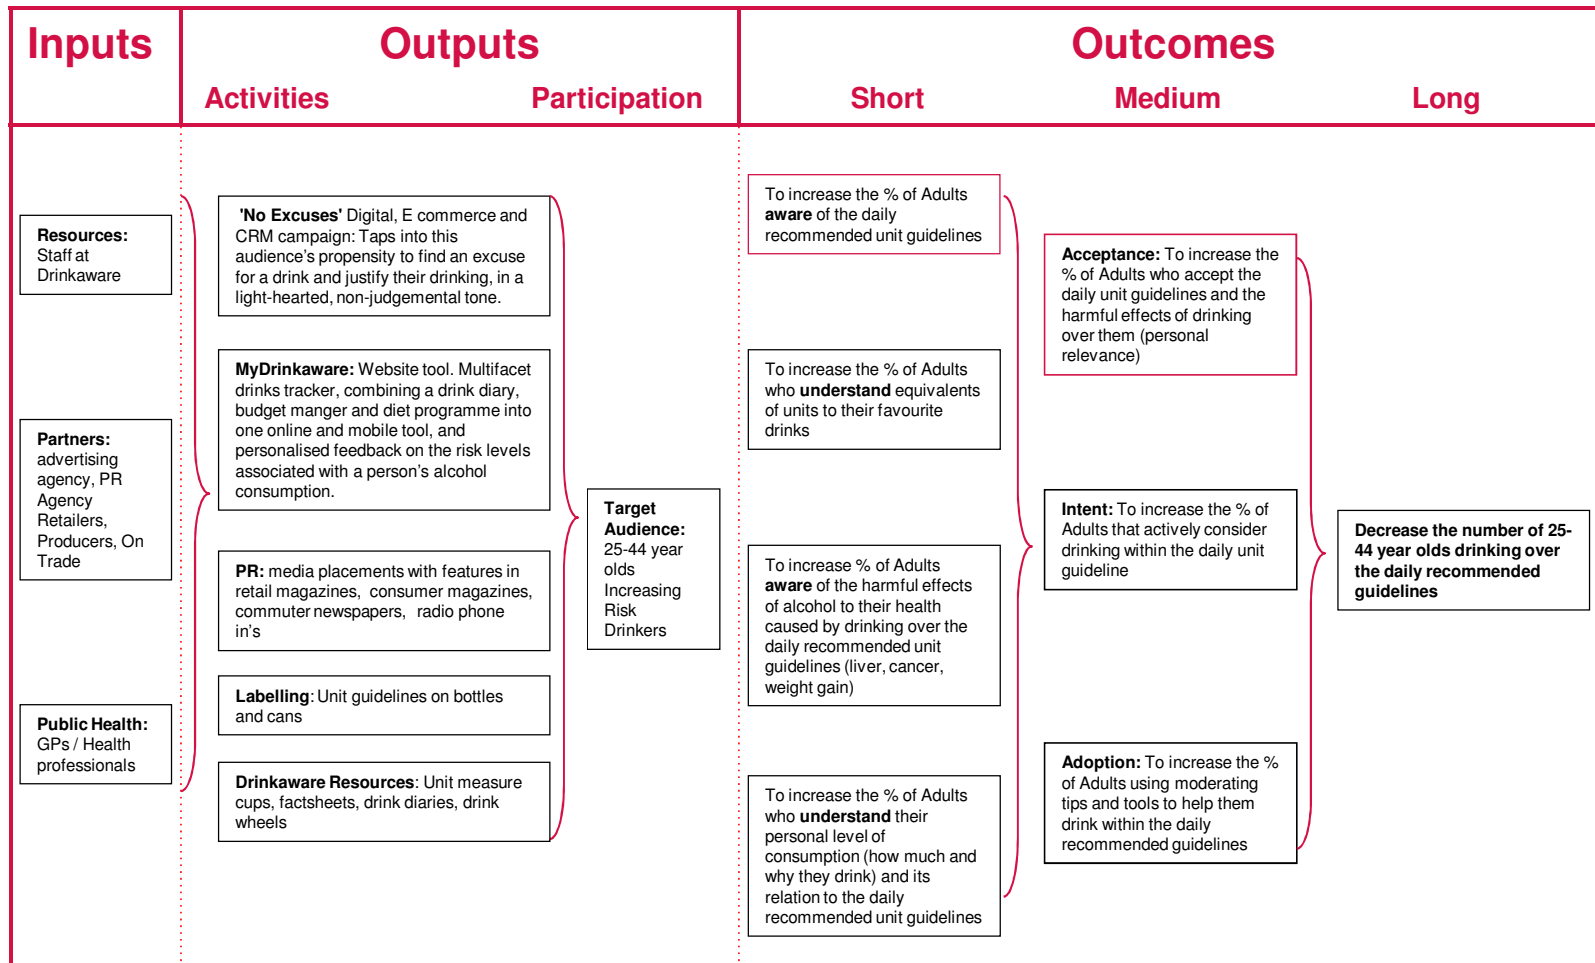 Inputs
Outputs
Outcomes
Activities
Participation
Short
Medium
Long
Resources:
Staff at
Drinkaware
Partners:
advertising
agency, PR
Agency
Retailers,
Producers, On
Trade
Public Health:
GPs / Health
professionals
'No Excuses' Digital, E commerce and
CRM campaign: Taps into this
audience's propensity to find an excuse
for a drink and justify their drinking, in a
light-hearted, non-judgemental tone.
MyDrinkaware: Website tool. Multifacet
drinks tracker, combining a drink diary,
budget manger and diet programme into
one online and mobile tool, and
personalised feedback on the risk levels
associated with a person's alcohol
consumption.
PR: media placements with features in
retail magazines, consumer magazines,
commuter newspapers, radio phone
in's
Labelling: Unit guidelines on bottles
and cans
Drinkaware Resources: Unit measure
cups, factsheets, drink diaries, drink
wheels
Target
Audience:
25-44 year
olds
Increasing
Risk
Drinkers
To increase the % of Adults
aware of the daily
recommended unit guidelines
To increase the % of Adults
who understand equivalents
of units to their favourite
drinks
To increase % of Adults
aware of the harmful effects
of alcohol to their health
caused by drinking over the
daily recommended unit
guidelines (liver, cancer,
weight gain)
To increase the % of Adults
who understand their
personal level of
consumption (how much and
why they drink) and its
relation to the daily
recommended unit guidelines
Acceptance: To increase the
% of Adults who accept the
daily unit guidelines and the
harmful effects of drinking
over them (personal
relevance)
Intent: To increase the % of
Adults that actively consider
drinking within the daily unit
guideline
Adoption: To increase the %
of Adults using moderating
tips and tools to help them
drink within the daily
recommended guidelines
Decrease the number of 25-
44 year olds drinking over
the daily recommended
guidelines